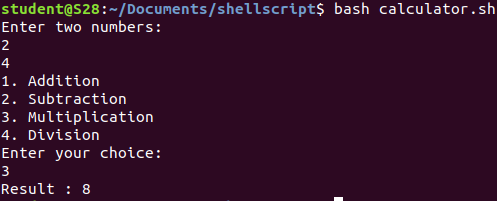 student@S28:~/Documents/shellscript$ bash calculator.sh
Enter two numbers:
2
4
1. Addition
2. Subtraction
3. Multiplication
4. Division
Enter your choice:
3
Result : 8